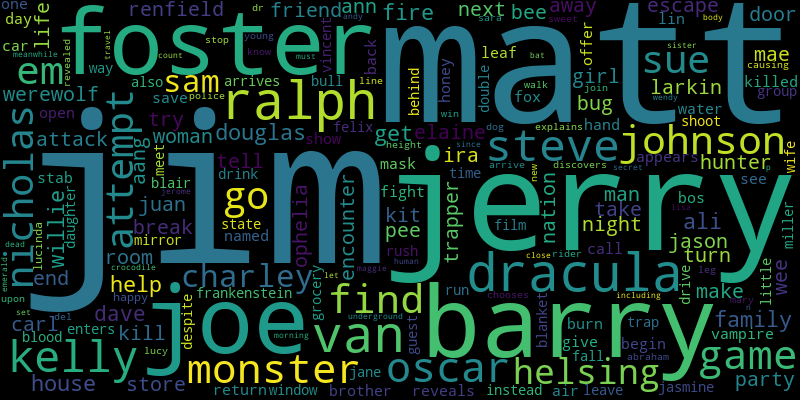 one
renfield
friend
ann
fire
next
bee
away
escape
dr
andy
sara
sweet
body
sister
day
life
foster
matt
lin
door
car
revealed
travel
meanwhile
count
stop
young
know
must
vincent
back
line
bat
causing
em
way
sam
ralph
leaf
offer
girl
sue
mae
killed
group
werewolf
also
arrives
bull
behind
honey
double
walk
join
wendy
larkin
open
save
police
win
fox
bug
water
shoot
nicholas
attack
attempt
try
woman
douglas
felix
get
elaine
dog
explains
hand
johnson
wife
ang
meet
tell
show
height
since
steve
appears
stab
blair
drink
mask
ira
time
arrive
discovers
hunter
daughter
willie
juan
go
ophelia
encounter
fight
trapper
jerry
new
secret
man
see
jim
state
kit
nation
take
bos
miller
break
named
pee
film
night
ali
dead
lucinda
room
mirror
rush
close
rider
call
jason
turn
little
wee
emerald
end
crocodile
charley
human
dracula
leg
upon
help
frankenstein
grocery
find
run
blanket
drive
make
including
set
del
happy
despite
let
maggie
chooses
burn
trap
family
carl
dave
joe
guest
barry
give
begin
vampire
blood
enters
kill
lucy
morning
underground
van
fall
abraham
kelly
monster
oscar
helsing
game
house
store
jane
jasmine
party
return
window
brother
reveals
instead
air
leave